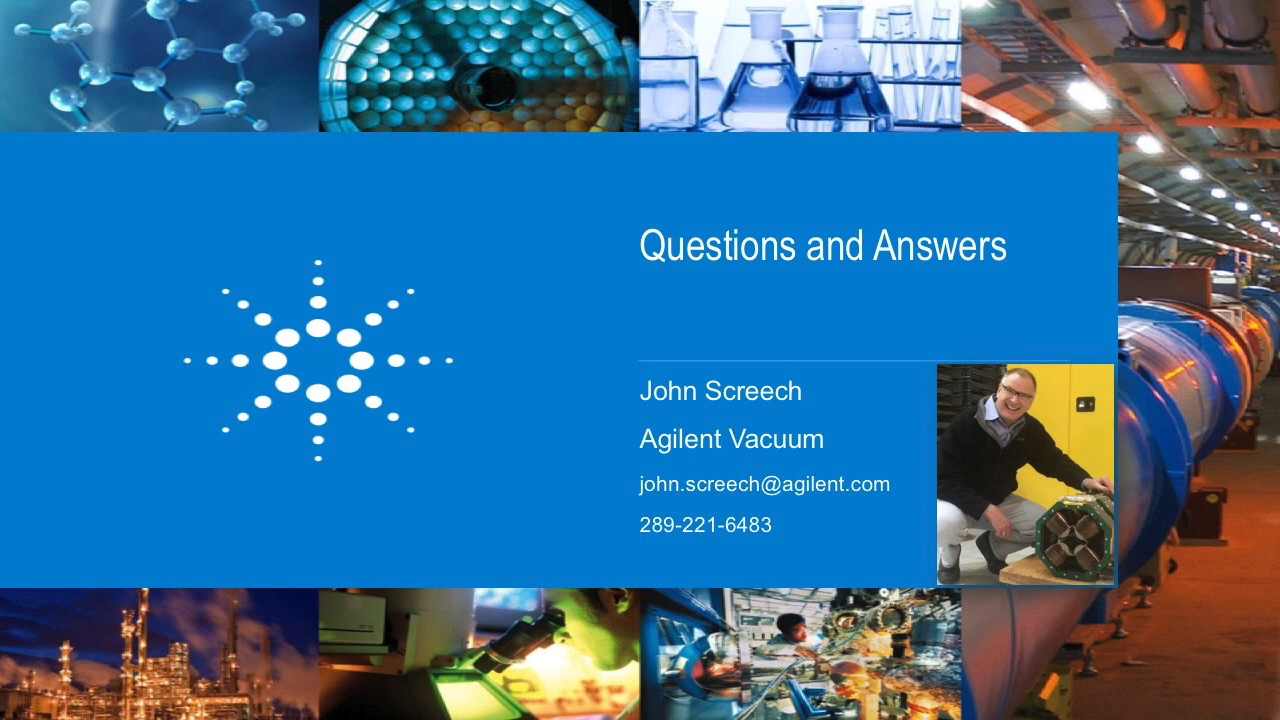 Questions and Answers
John Screech
Agilent Vacuum
john.screech@agilent.com
289-221-6483